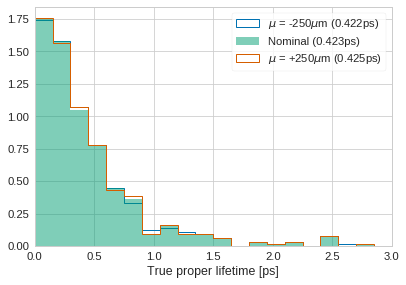 1.75
1.50
1.25
1.00
0.75
0.50
0.25
0.00
0.0 0.5 1.0 1.5 2.0 2.5 3.0
True proper lifetime [ps]
μ = -250μm (0.422ps)
Nominal (0.423ps)
μ = +250μm (0.425ps)